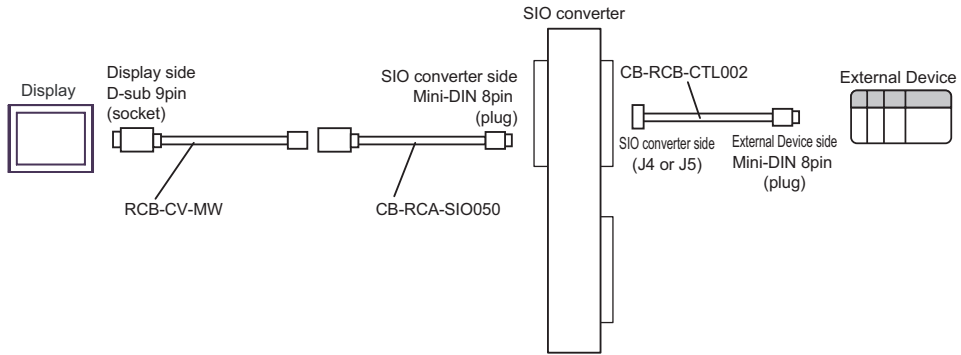 SIO converter
Display
Display side
D-sub 9pin
(socket)
RCB-CV-MW
SIO converter side
Mini-DIN 8pin
(plug)
CB-RCA-SIO050
CB-RCB-CTL002
SIO converter side
(J4 or J5)
External Device side
Mini-DIN 8pin
(plug)
External Device